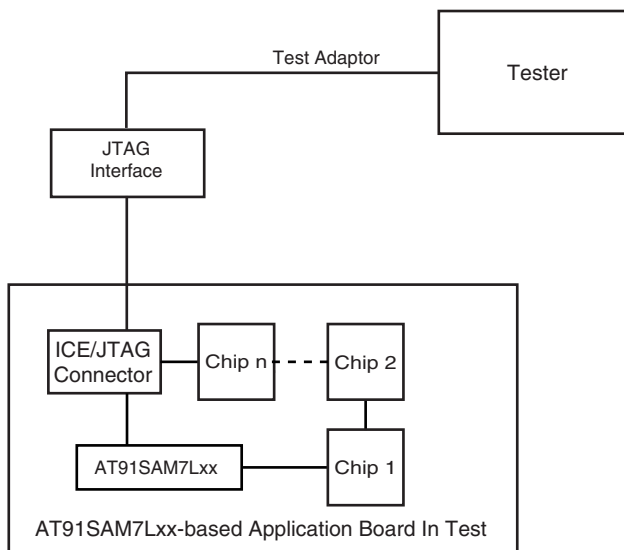 Test Adaptor
Tester
JTAG
Interface
ICE/JTAG
Connector
Chip n
Chip 2
AT91SAM7Lxx
Chip 1
AT91SAM7Lxx-based Application Board In Test